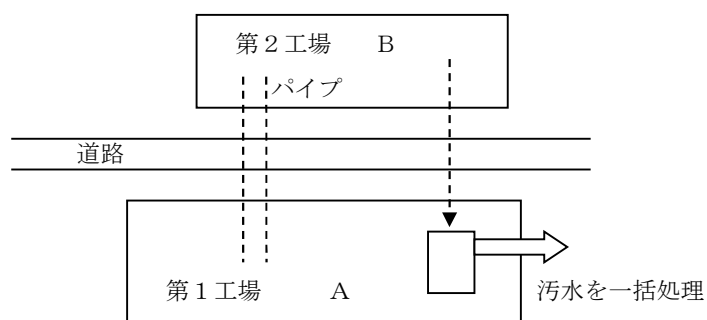 第２工場　B
パイプ
道路
第１工場　A
汚水を一括処理